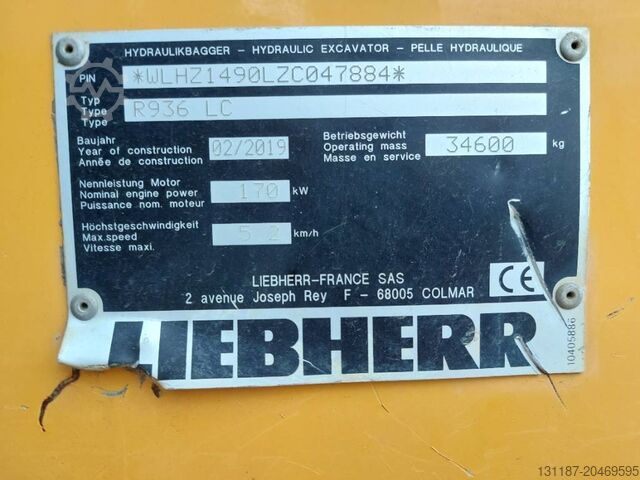 HYDRAULIKBAGGER - HYDRAULIC EXCAVATOR - PELLE HYDRAULIQUE
PIN *WLHZ1490LZC047884*
Typ
Type R936 LC
Type
Baujahr
Year of construction 02/2019
Année de construction
Betriebsgewicht
Operating mass 34600 kg
Masse en service
Nennleistung Motor
Nominal engine power 170 kW
Puissance nom. moteur
Höchstgeschwindigkeit
Max.speed 5.2 km/h
Vitesse maxi.
LIEBHERR-FRANCE SAS
2 avenue Joseph Rey F - 68005 COLMAR
CE
LIEBHERR
10405886
131187-20469595